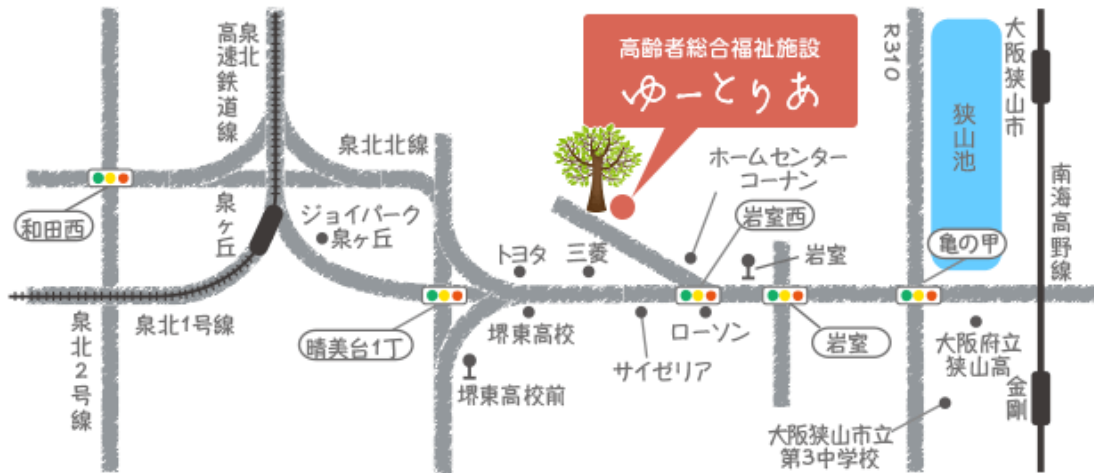 泉北
高速鉄道線
高齢者総合福祉施設
ゆーとりあ
R310
狭山池
大阪狭山市
南海高野線
泉北北線
ホームセンター
コーナン
和田西
泉ヶ丘
ジョイパーク
泉ヶ丘
岩室西
亀の甲
トヨタ
三菱
岩室
泉北1号線
泉北2号線
晴美台1丁
堺東高校
ローソン
岩室
サイゼリア
大阪府立
狭山高
堺東高校前
金剛
大阪狭山市立
第3中学校